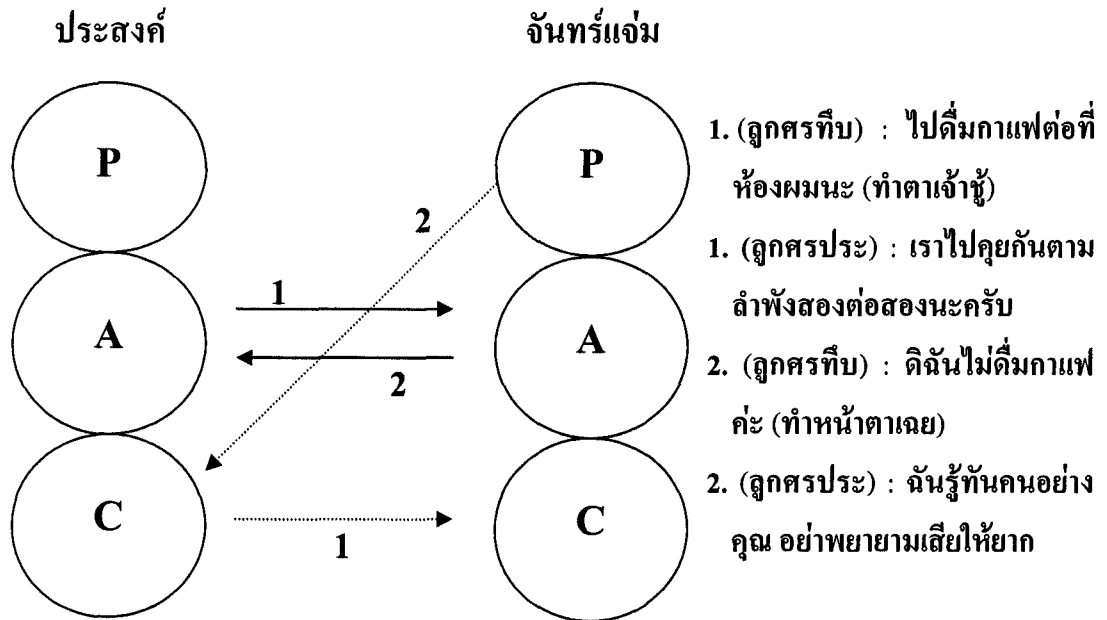 ประสงค์
จันทร์แจ่ม
P
P
2
1
A
A
2
C
C
1
1. (ลูกศรทึบ) : ไปดื่มกาแฟต่อที่
ห้องผมนะ (ทำตาเจ้าชู้)
1. (ลูกศรประ) : เราไปคุยกันตาม
ลำพังสองต่อสองนะครับ
2. (ลูกศรทึบ) : ดิฉันไม่ดื่มกาแฟ
ค่ะ (ทำหน้าตาเฉย)
2. (ลูกศรประ) : ฉันรู้ทันคนอย่าง
คุณ อย่าพยายามเสียให้ยาก